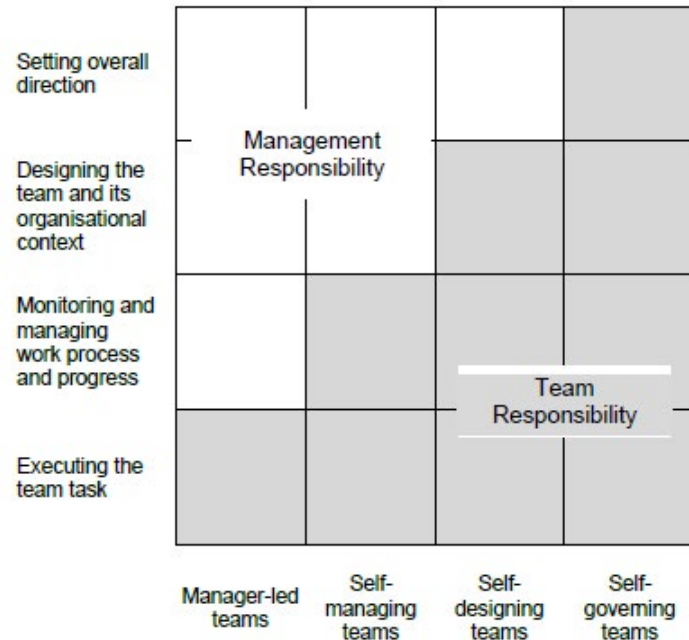 Setting overall
direction
Management
Responsibility
Designing the
team and its
organisational
context
Monitoring and
managing
work process
and progress
Team
Responsibility
Executing the
team task
Manager-led
teams
Self-
managing
teams
Self-
designing
teams
Self-
governing
teams